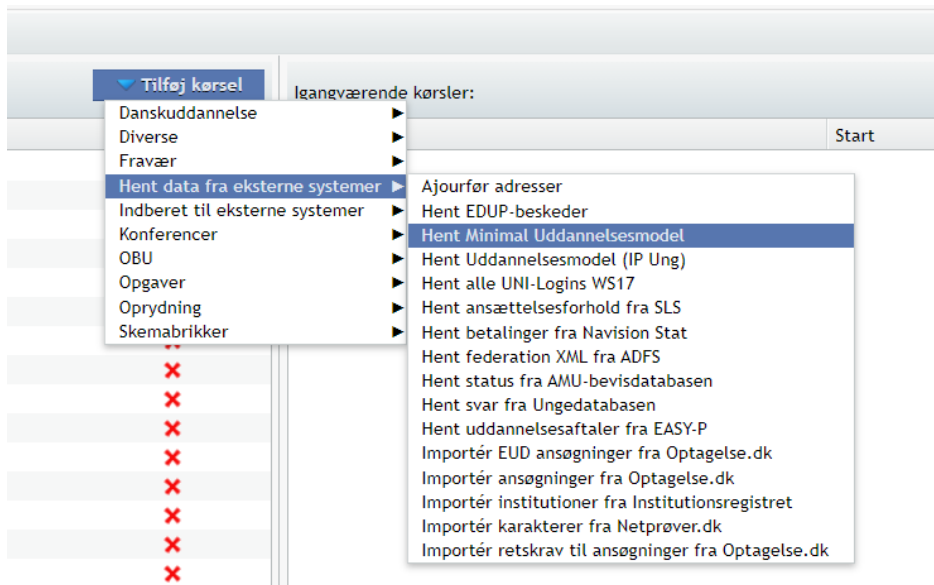 Tilføj kørsel
Igangværende kørsler:
Start
Danskuddannelse
Diverse
Fravær
Hent data fra eksterne systemer
Indberet til eksterne systemer
Konferencer
OBU
Opgaver
Oprydning
Skemabrikker
Ajourfør adresser
Hent EDUP-beskeder
Hent Minimal Uddannelsesmodel
Hent Uddannelsesmodel (IP Ung)
Hent alle UNI-Logins WS17
Hent ansættelsesforhold fra SLS
Hent betalinger fra Navision Stat
Hent federation XML fra ADFS
Hent status fra AMU-bevisdatabasen
Hent svar fra Ungedatabasen
Hent uddannelsesaftaler fra EASY-P
Importér EUD ansøgninger fra Optagelse.dk
Importér ansøgninger fra Optagelse.dk
Importér institutioner fra Institutionsregistret
Importér karakterer fra Netprøver.dk
Importér retskrav til ansøgninger fra Optagelse.dk